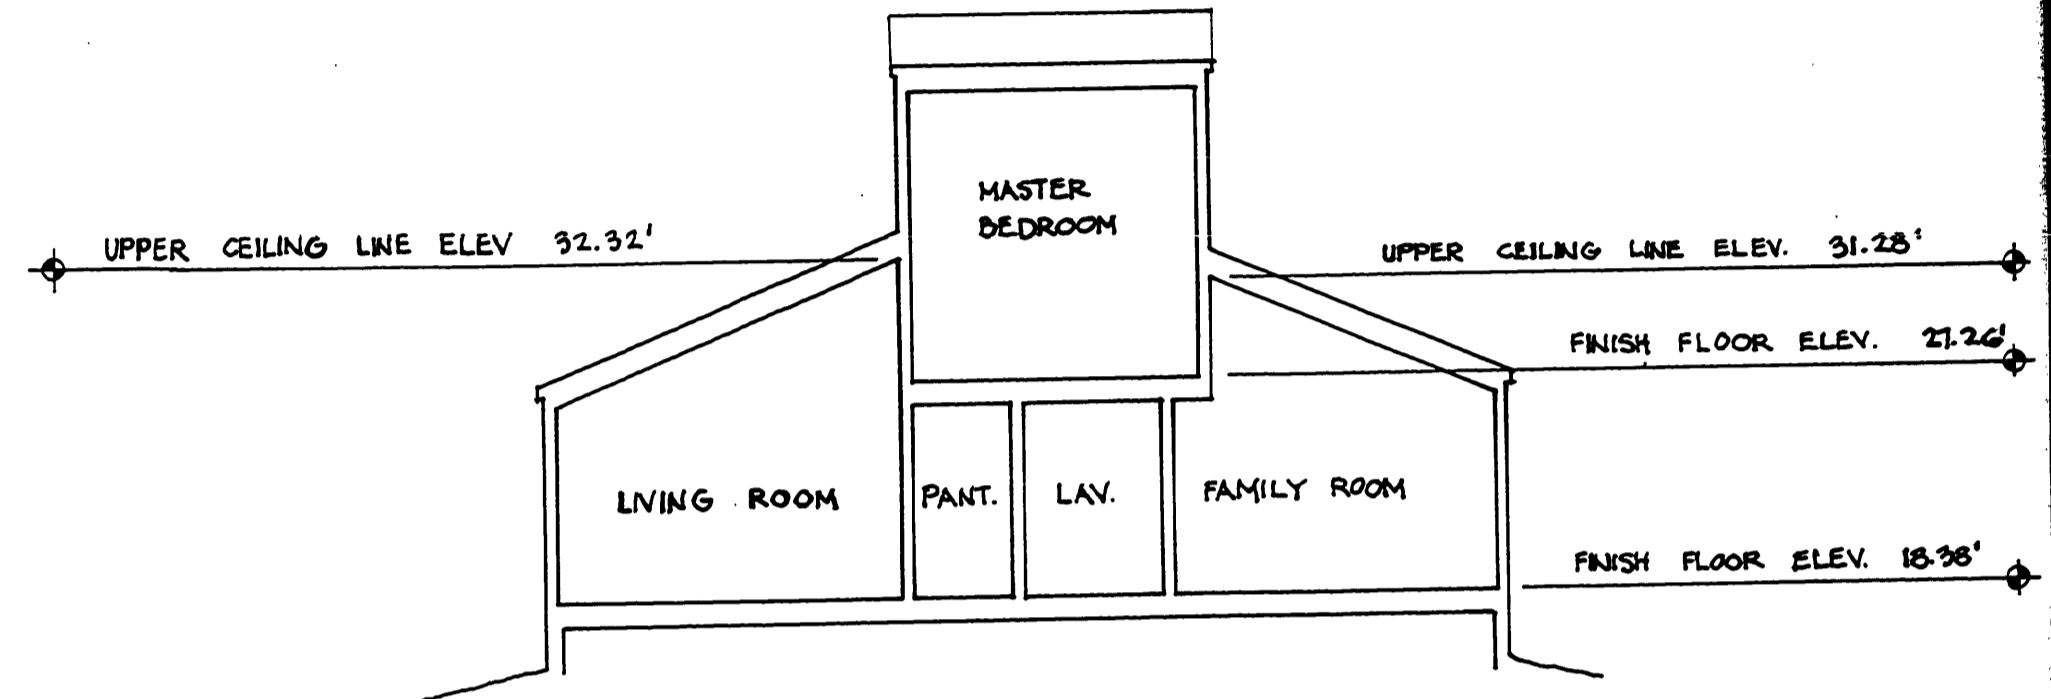 MASTER
BEDROOM
UPPER CEILING LINE ELEV 32.32'
UPPER CEILING LINE ELEV. 31.28'
FINISH FLOOR ELEV. 27.26'
LIVING ROOM
PANT.
LAV.
FAMILY ROOM
FINISH FLOOR ELEV. 18.38'